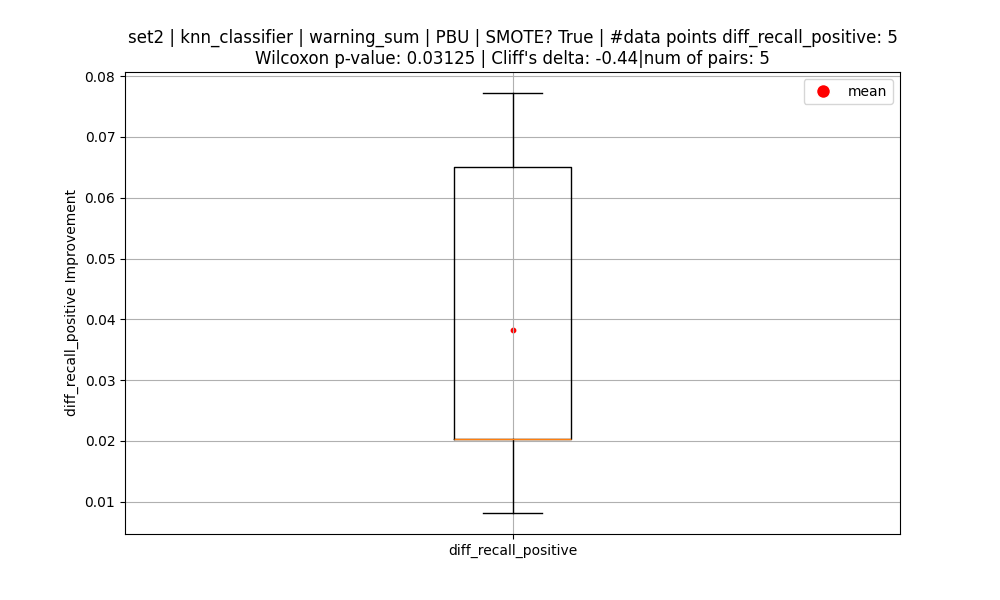 set2 | knn_classifier | warning_sum | PBU | SMOTE? True | #data points diff_recall_positive: 5
Wilcoxon p-value: 0.03125 | Cliff's delta: -0.44|num of pairs: 5
mean
0.08
0.07
0.06
0.05
0.04
0.03
0.02
0.01
diff_recall_positive Improvement
diff_recall_positive